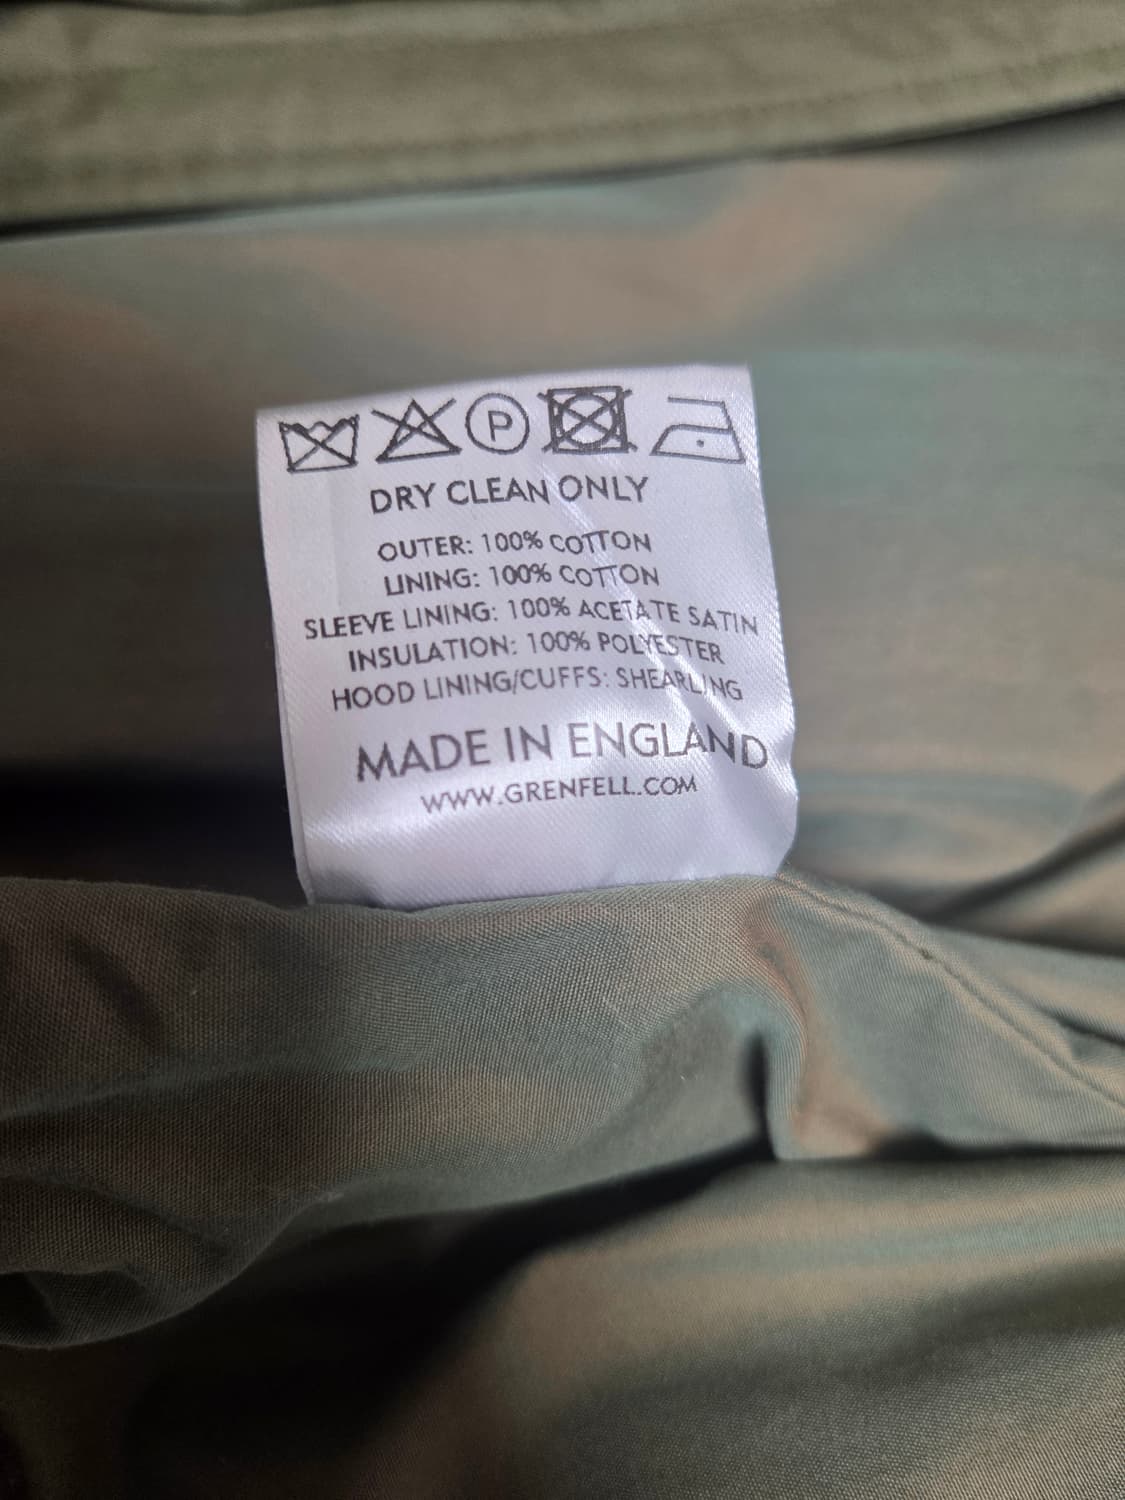 P
DRY CLEAN ONLY
OUTER: 100% COTTON
LINING: 100% COTTON
SLEEVE LINING: 100% ACETATE SATIN
INSULATION: 100% POLYESTER
HOOD LINING/CUFFS: SHEARLING
MADE IN ENGLAND
WWW.GRENFELL.COM